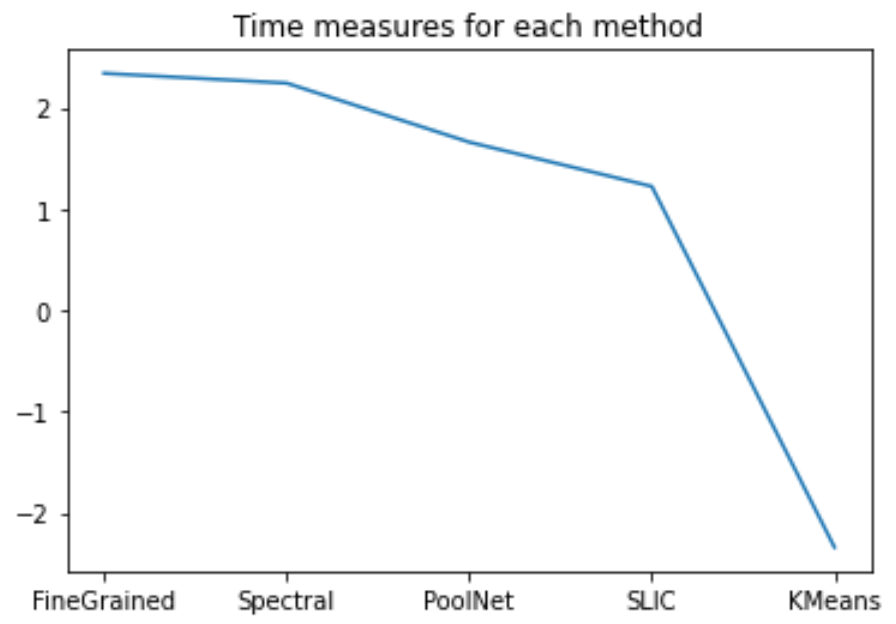 Time measures for each method
2
1
0
−1
−2
FineGrained Spectral PoolNet SLIC KMeans